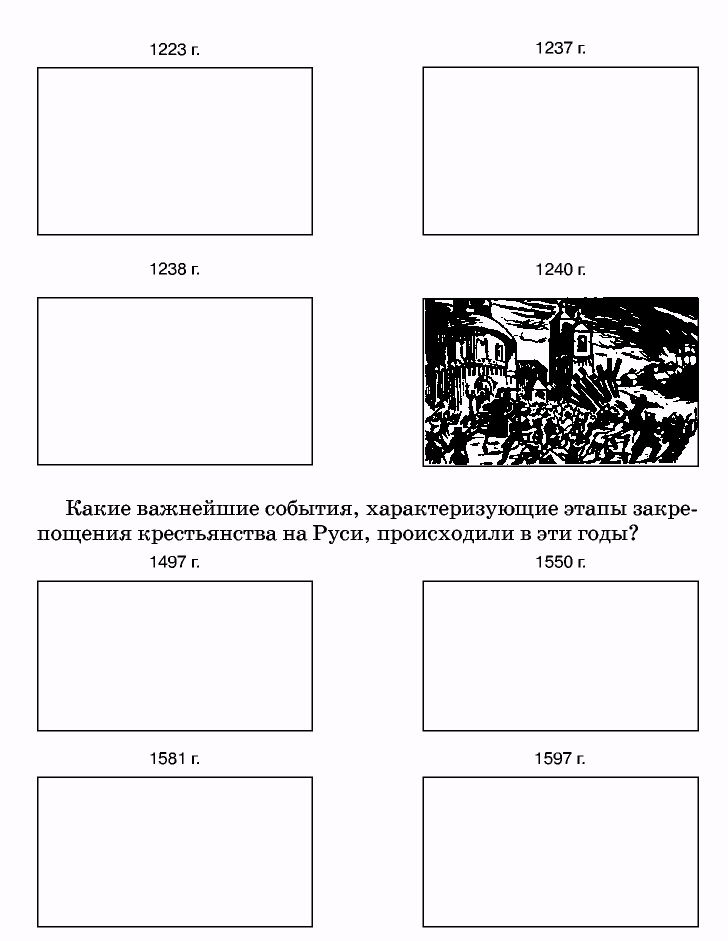 1223 г.
1237 г.
1238 г.
1240 г.
Какие важнейшие события, характеризующие этапы закре-
пощения крестьянства на Руси, происходили в эти годы?
1497 г.
1550 г.
1581 г.
1597 г.